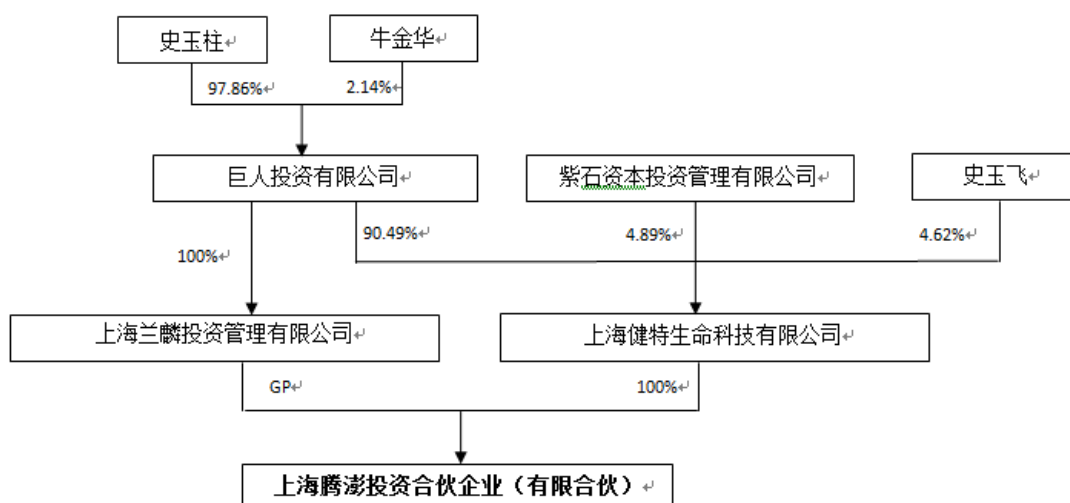 史玉柱
牛金华
97.86%
2.14%
巨人投资有限公司
紫石资本投资管理有限公司
史玉飞
90.49%
4.89%
4.62%
100%
上海兰麟投资管理有限公司
上海健特生命科技有限公司
GP
100%
上海腾澎投资合伙企业（有限合伙）